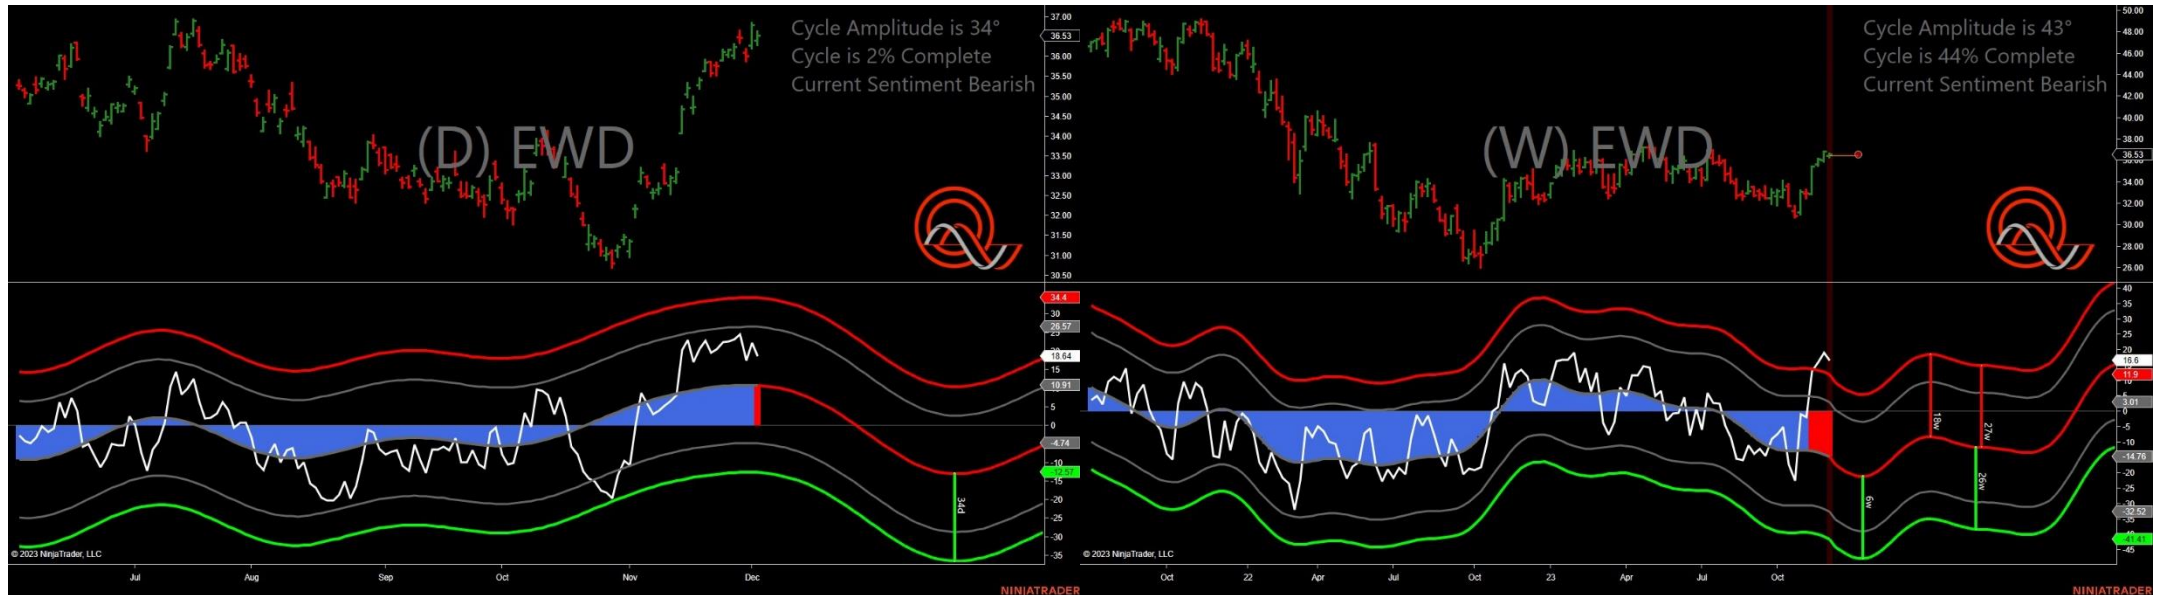 Cycle Amplitude is 34°
Cycle is 2% Complete
Current Sentiment Bearish
(D) EWD
37.00
36.53
36.00
35.50
35.00
34.50
34.00
33.50
33.00
32.50
32.00
31.50
31.00
30.50
34.4
30
26.57
18.64
15
10.91
5
0
-4.74
-10
-12.57
-15
-20
-25
-30
-35
34d
© 2023 NinjaTrader, LLC
Jul
Aug
Sep
Oct
Nov
Dec
NINJATRADER
Cycle Amplitude is 43°
Cycle is 44% Complete
Current Sentiment Bearish
(W) EWD
50.00
48.00
46.00
44.00
42.00
40.00
38.00
36.53
34.00
32.00
30.00
28.00
26.00
40
35
30
25
20
16.6
11.9
3.01
0
-5
-10
-14.76
-20
-25
-32.52
-35
-41.41
-45
18w
27w
6w
26w
© 2023 NinjaTrader, LLC
Oct
22
Apr
Jul
Oct
23
Apr
Jul
Oct
NINJATRADER